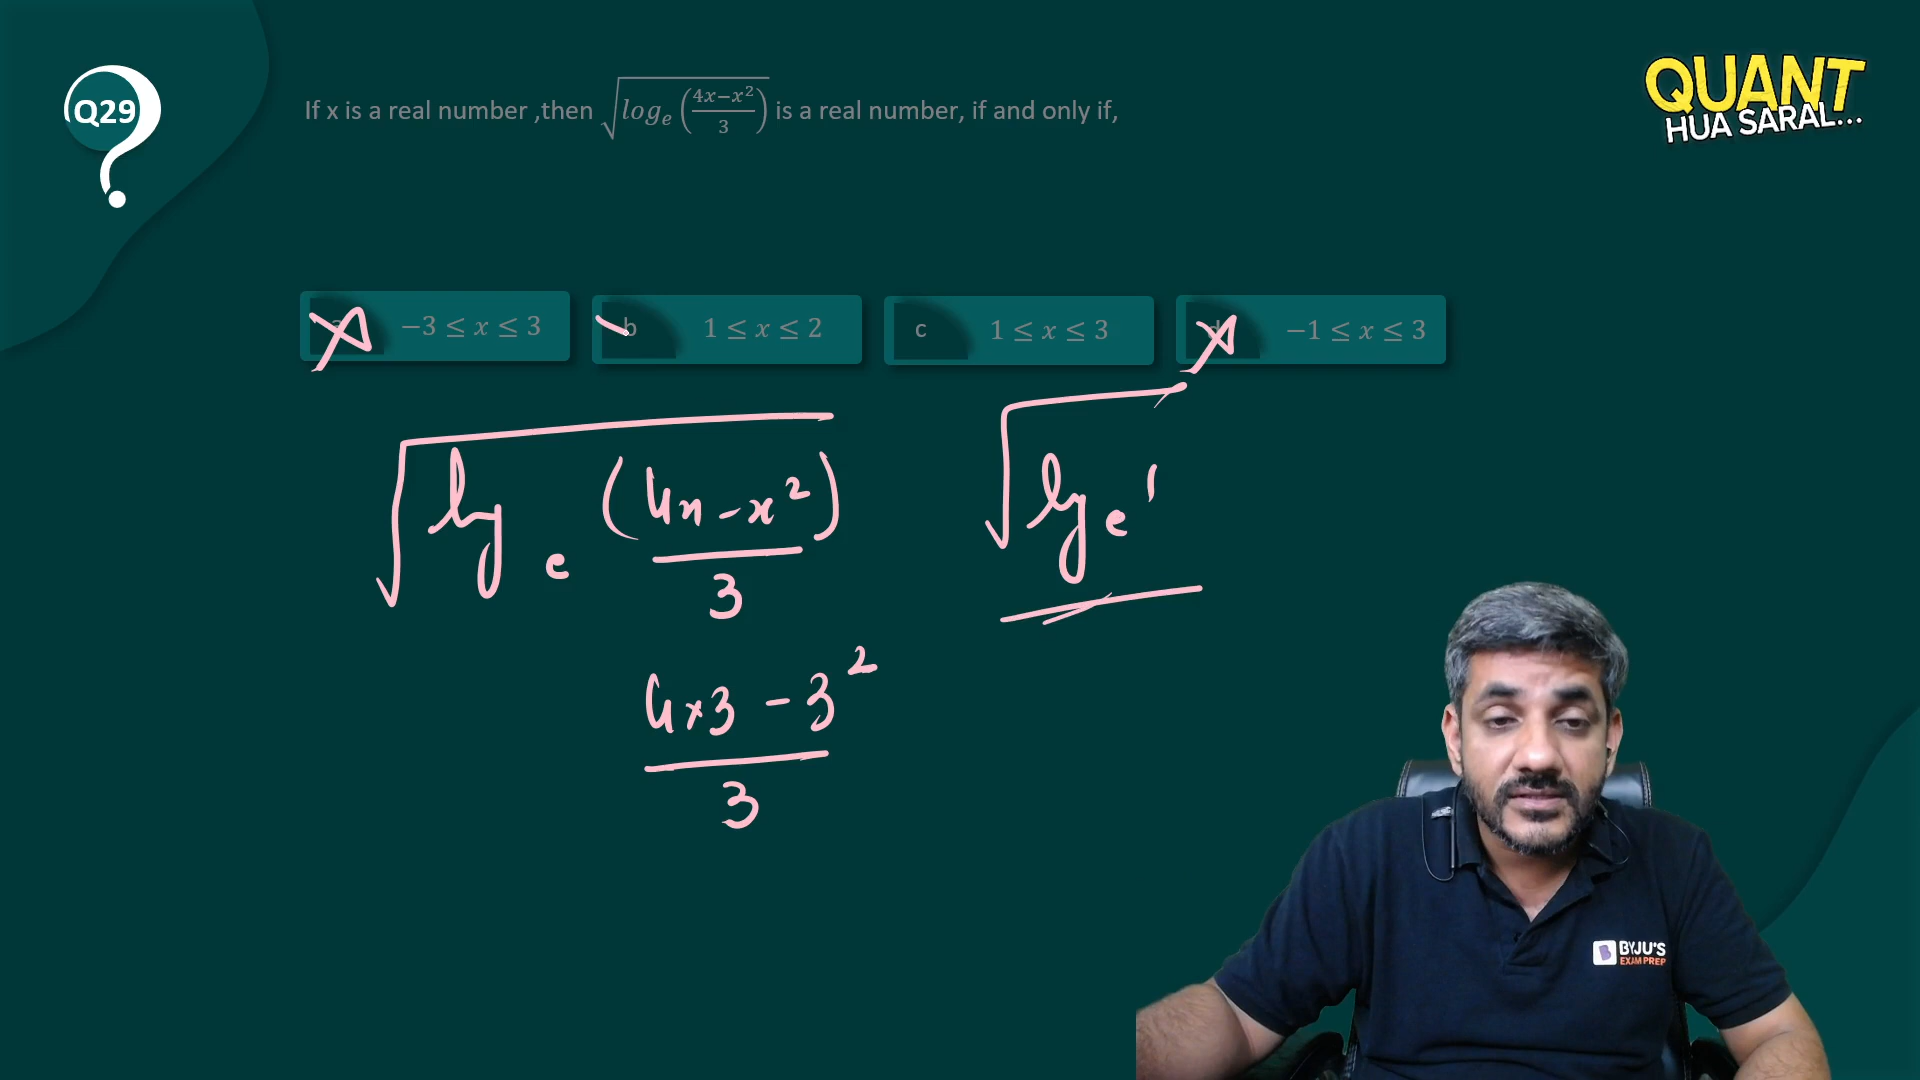 Q29
If x is a real number ,then √log_e((4x−x²)/3) is a real number, if and only if,
QUANT
HUA SARAL...
−3 ≤ x ≤ 3
b 1 ≤ x ≤ 2
c 1 ≤ x ≤ 3
d −1 ≤ x ≤ 3
√log e (4x - x²)/3
√log e 1
4×3 - 3²
3
BYJU'S
EXAM PREP